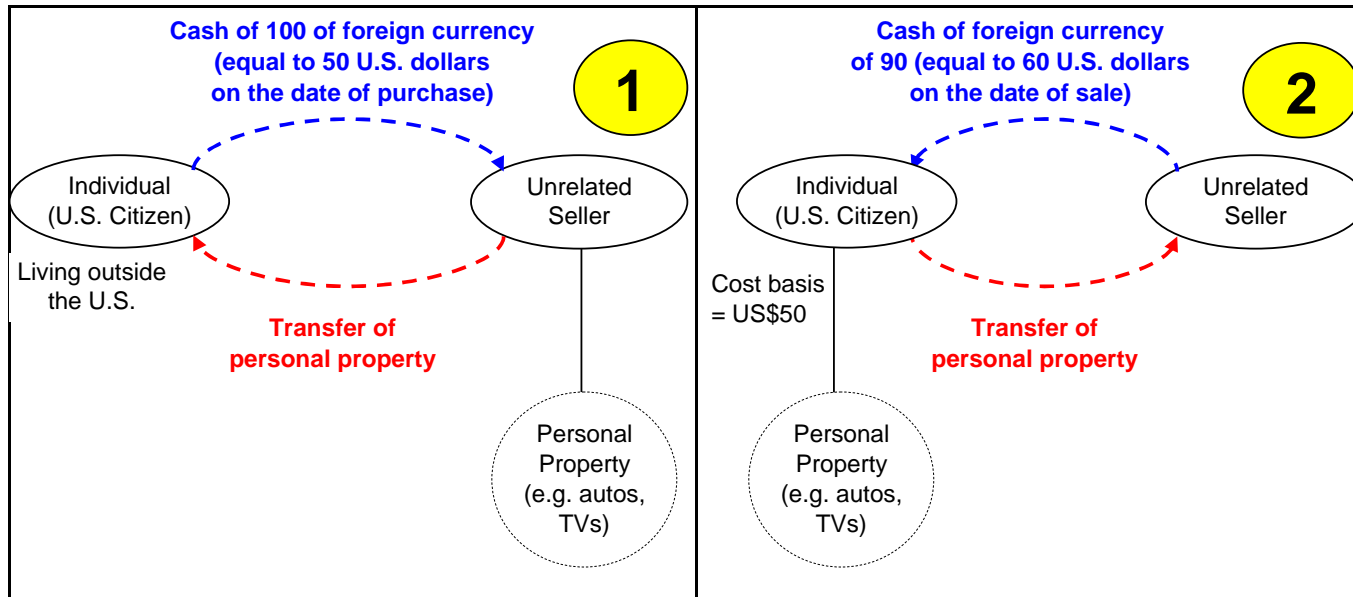 Cash of 100 of foreign currency
(equal to 50 U.S. dollars
on the date of purchase)
1
Individual
(U.S. Citizen)
Unrelated
Seller
Living outside
the U.S.
Transfer of
personal property
Personal
Property
(e.g. autos,
TVs)
Cash of foreign currency
of 90 (equal to 60 U.S. dollars
on the date of sale)
2
Individual
(U.S. Citizen)
Unrelated
Seller
Cost basis
= US$50
Transfer of
personal property
Personal
Property
(e.g. autos,
TVs)